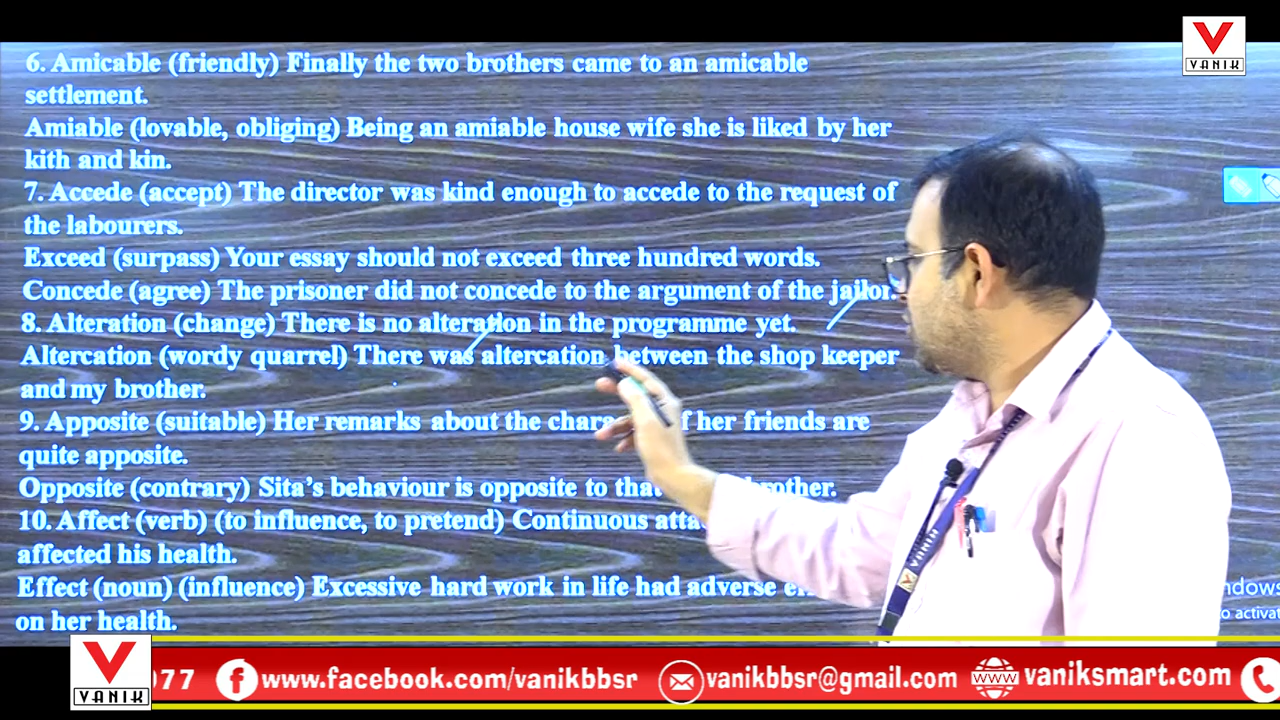 VANIK
6. Amicable (friendly) Finally the two brothers came to an amicable
settlement.
Amiable (lovable, obliging) Being an amiable house wife she is liked by her
kith and kin.
7. Accede (accept) The director was kind enough to accede to the request of
the labourers.
Exceed (surpass) Your essay should not exceed three hundred words.
Concede (agree) The prisoner did not concede to the argument of the jailor.
8. Alteration (change) There is no alteration in the programme yet.
Altercation (wordy quarrel) There was altercation between the shop keeper
and my brother.
9. Apposite (suitable) Her remarks about the her friends are
quite apposite.
Opposite (contrary) Sita's behaviour is opposite to that brother.
10. Affect (verb) (to influence, to pretend) Continuous
affected his health.
Effect (noun) (influence) Excessive hard work in life had adverse
on her health.
VANIK
VANIK
77
www.facebook.com/vanikbbsr
vanikbbsr@gmail.com
www
vaniksmart.com